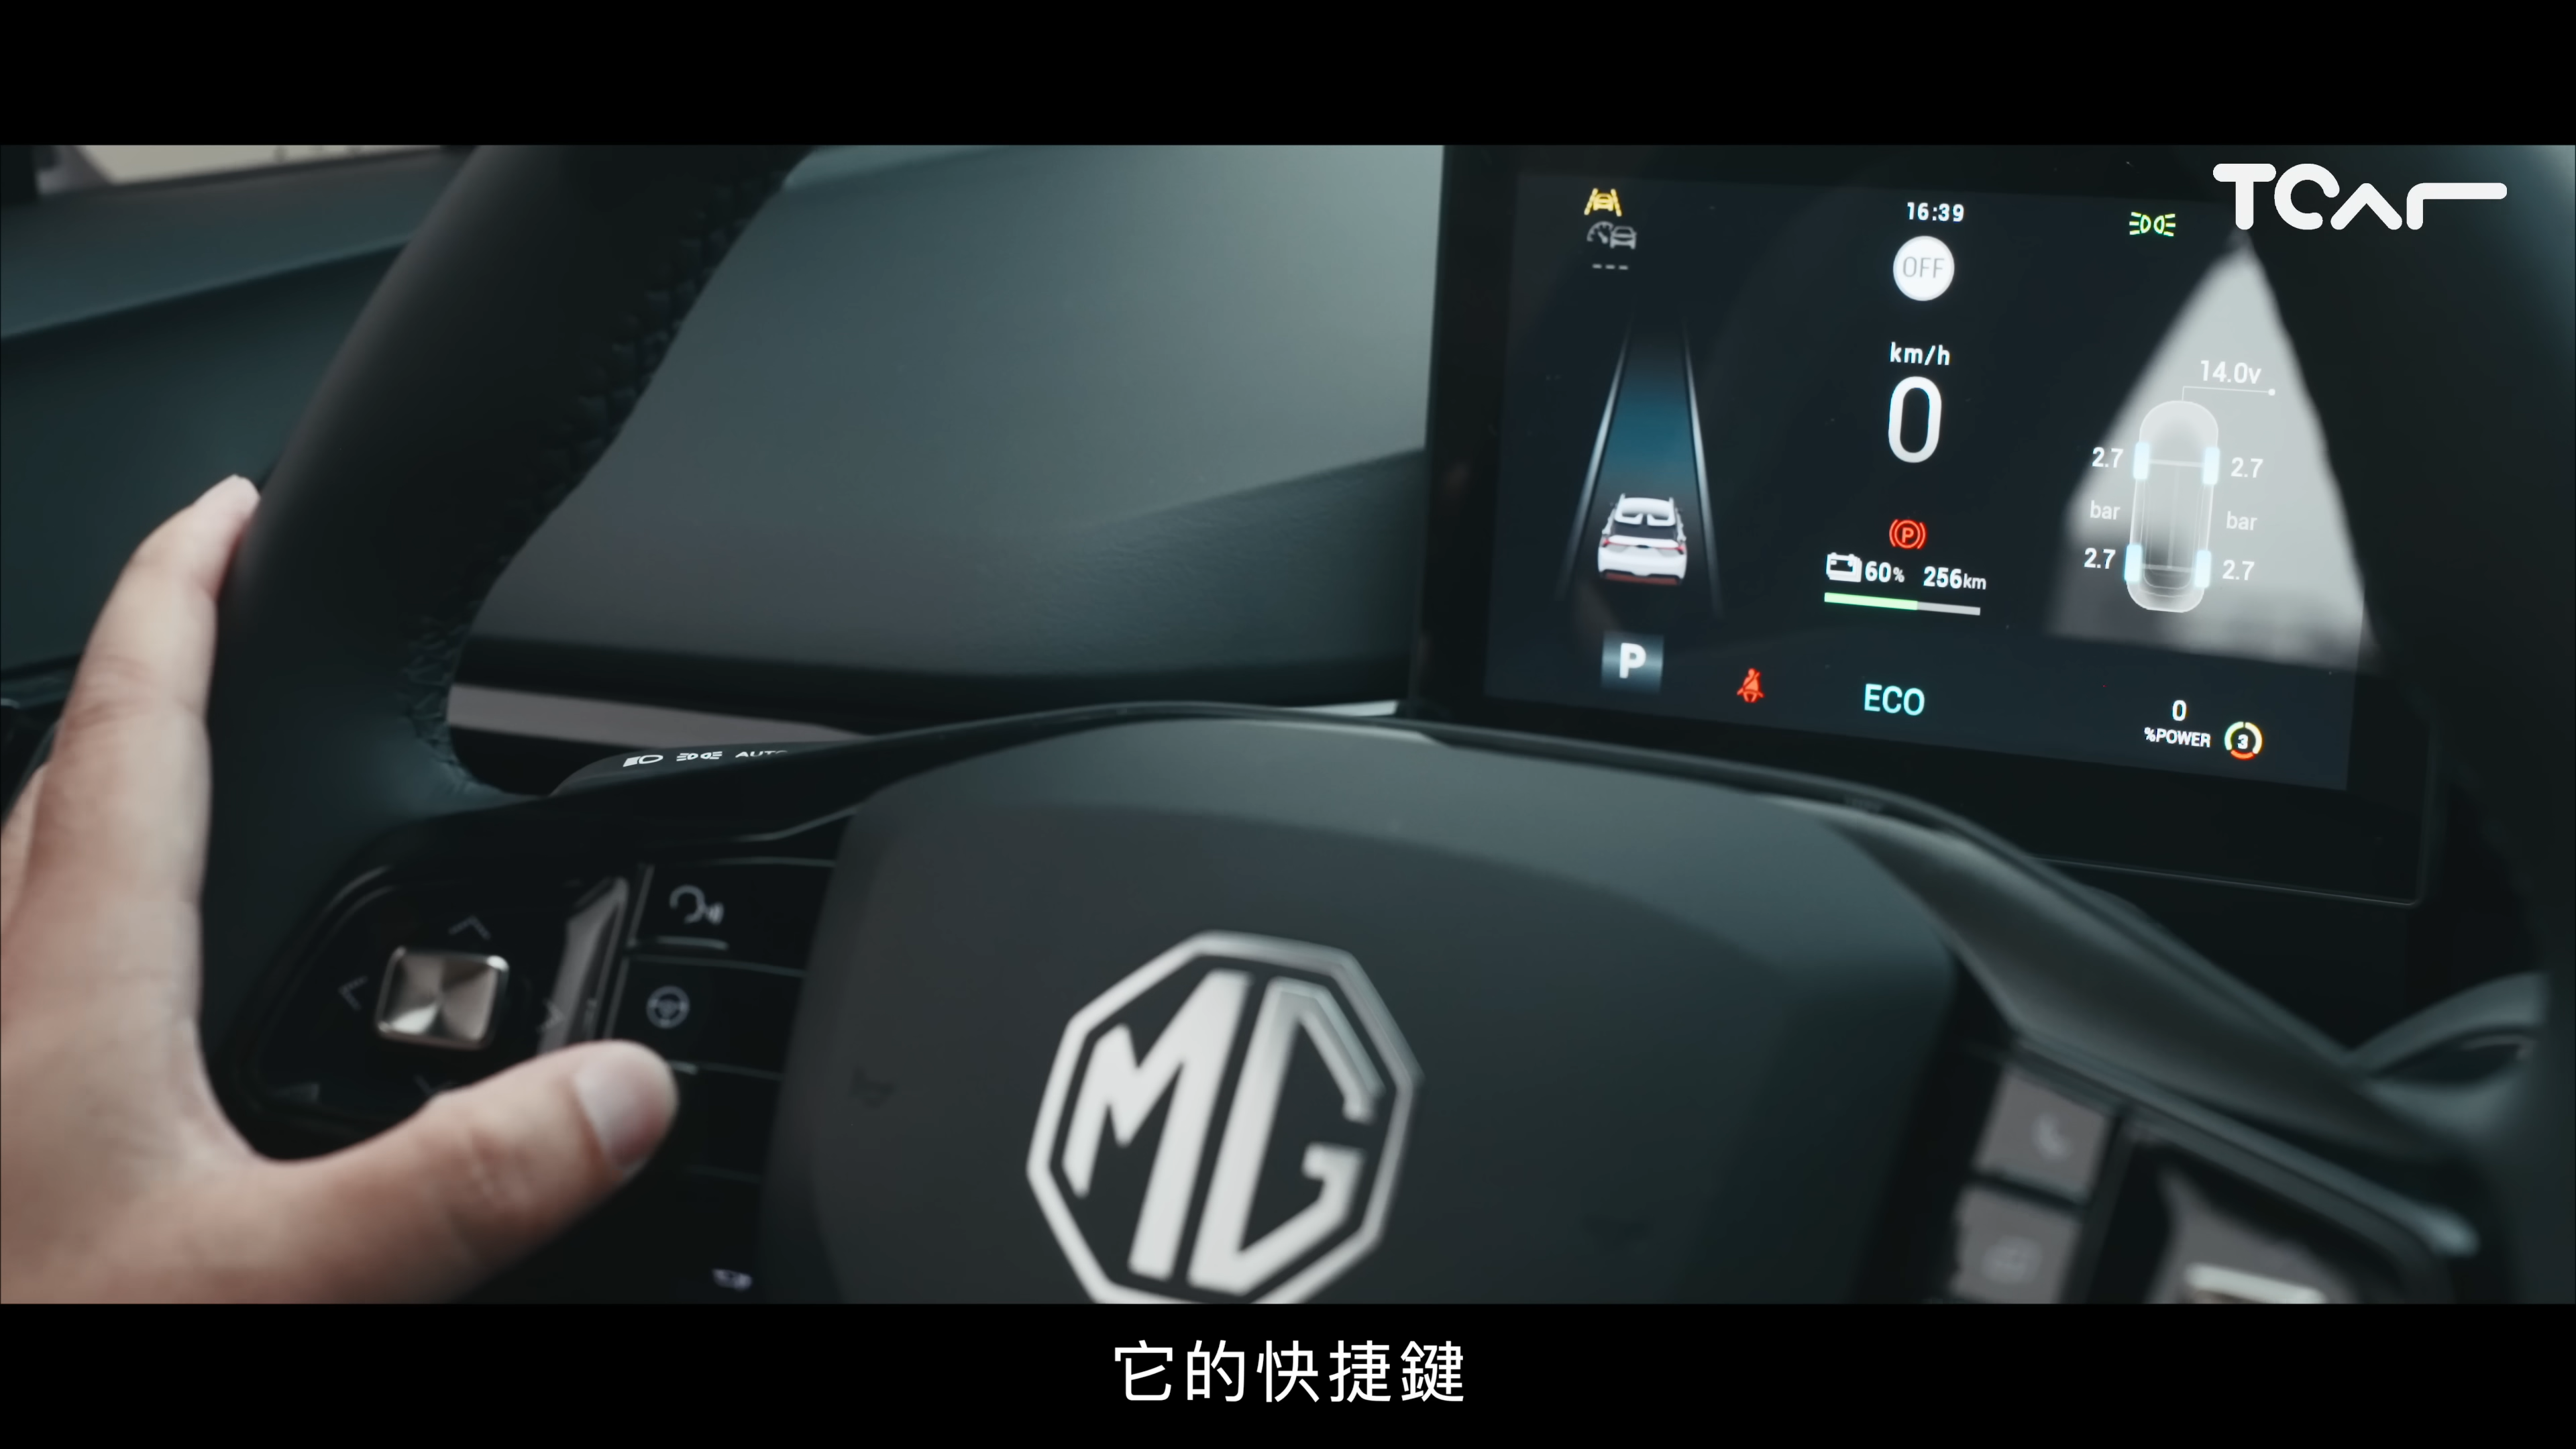 TCar
16:39
OFF
km/h
0
14.0v
2.7
2.7
bar
bar
2.7
2.7
P
60% 256km
P
ECO
0
%POWER
3
AUTO
MG
它的快捷鍵